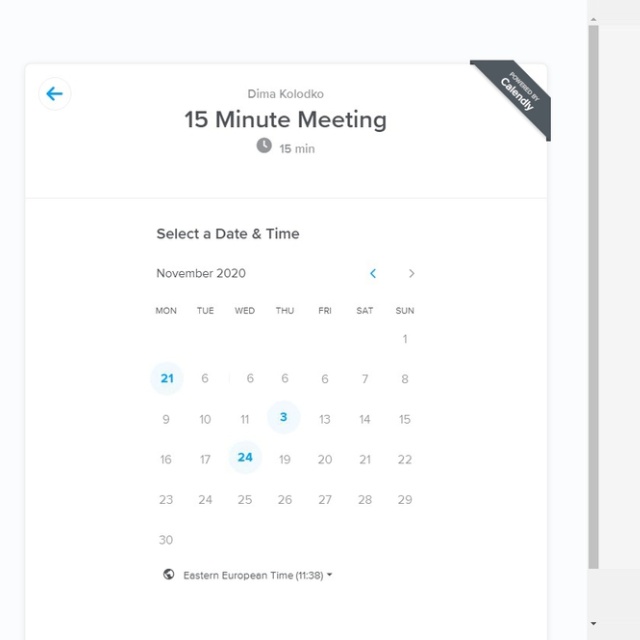 POWERED BY
Calendly
Dima Kolodko
15 Minute Meeting
15 min
Select a Date & Time
November 2020
MON TUE WED THU FRI SAT SUN
1
21 6 6 6 6 7 8
9 10 11 3 13 14 15
16 17 24 19 20 21 22
23 24 25 26 27 28 29
30
Eastern European Time (11:38)